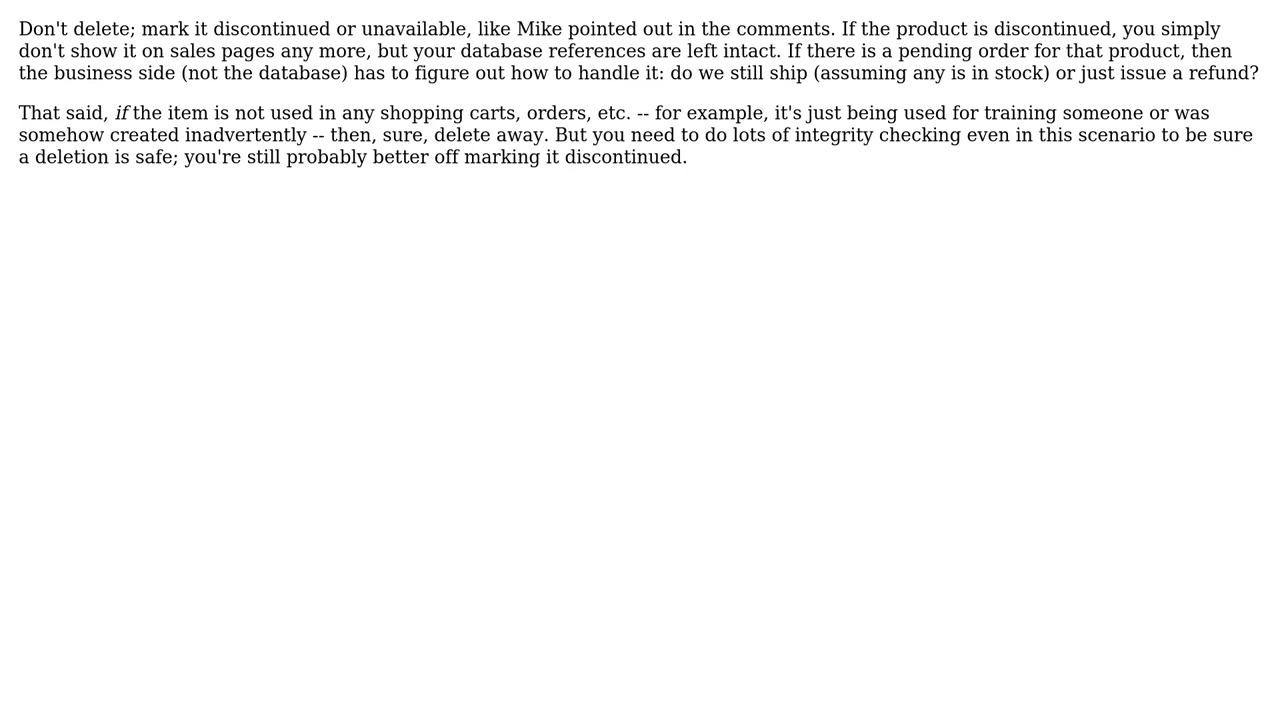 Don't delete; mark it discontinued or unavailable, like Mike pointed out in the comments. If the product is discontinued, you simply
don't show it on sales pages any more, but your database references are left intact. If there is a pending order for that product, then
the business side (not the database) has to figure out how to handle it: do we still ship (assuming any is in stock) or just issue a refund?
That said, if the item is not used in any shopping carts, orders, etc. -- for example, it's just being used for training someone or was
somehow created inadvertently -- then, sure, delete away. But you need to do lots of integrity checking even in this scenario to be sure
a deletion is safe; you're still probably better off marking it discontinued.